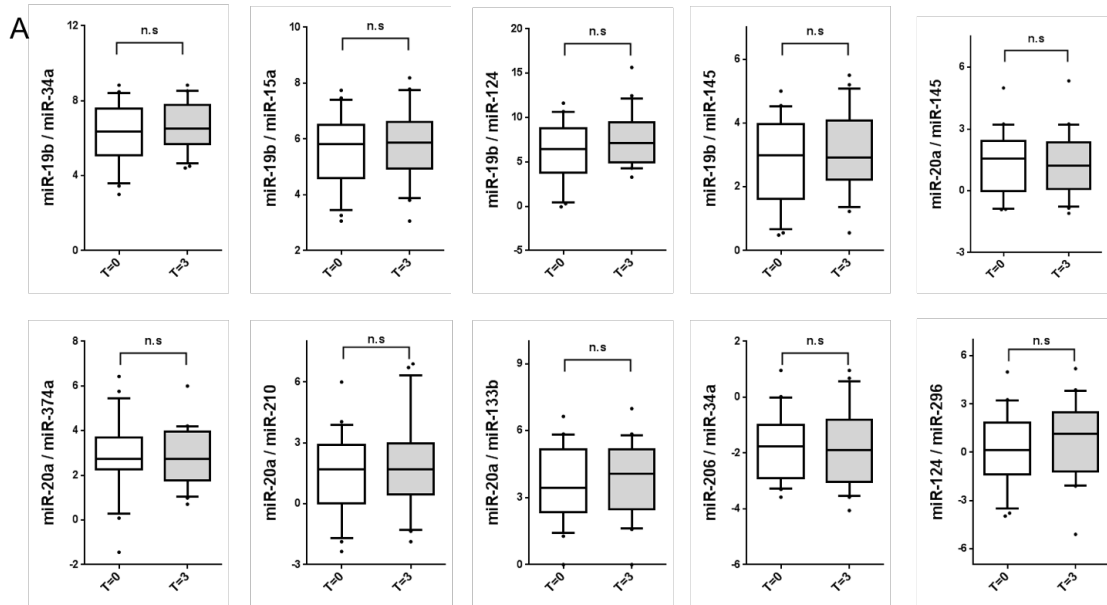 A
miR-19b / miR-34a
12
8
4
0
n.s
T=0
T=3
miR-19b / miR-15a
10
8
6
4
2
n.s
T=0
T=3
miR-19b / miR-124
20
15
10
5
0
-5
n.s
T=0
T=3
miR-19b / miR-145
6
4
2
0
n.s
T=0
T=3
miR-20a / miR-145
6
3
0
-3
n.s
T=0
T=3
miR-20a / miR-374a
8
6
4
2
0
-2
n.s
T=0
T=3
miR-20a / miR-210
6
3
0
-3
n.s
T=0
T=3
miR-20a / miR-133b
9
6
3
0
n.s
T=0
T=3
miR-206 / miR-34a
2
0
-2
-4
-6
n.s
T=0
T=3
miR-124 / miR-296
6
3
0
-3
-6
n.s
T=0
T=3